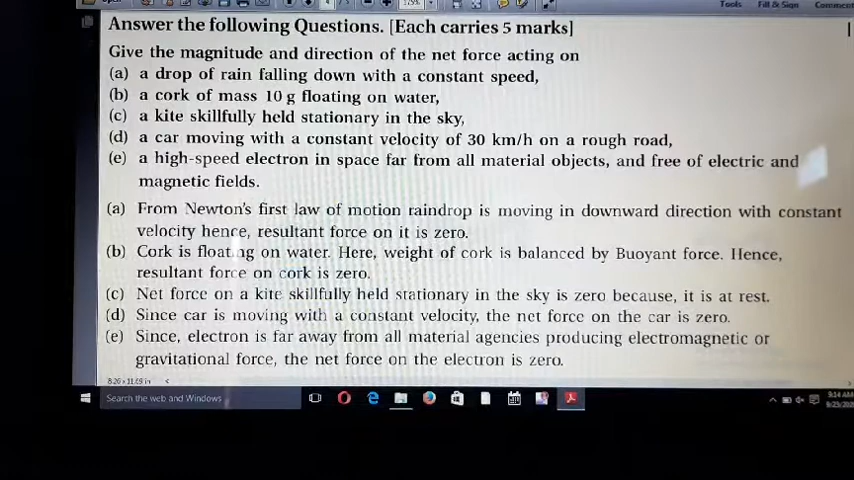 Tools Fill & Sign Comment
Answer the following Questions. [Each carries 5 marks]
Give the magnitude and direction of the net force acting on
(a) a drop of rain falling down with a constant speed,
(b) a cork of mass 10 g floating on water,
(c) a kite skillfully held stationary in the sky,
(d) a car moving with a constant velocity of 30 km/h on a rough road,
(e) a high-speed electron in space far from all material objects, and free of electric and
magnetic fields.
(a) From Newton's first law of motion raindrop is moving in downward direction with constant
velocity hence, resultant force on it is zero.
(b) Cork is floating on water. Here, weight of cork is balanced by Buoyant force. Hence,
resultant force on cork is zero.
(c) Net force on a kite skillfully held stationary in the sky is zero because, it is at rest.
(d) Since car is moving with a constant velocity, the net force on the car is zero.
(e) Since, electron is far away from all material agencies producing electromagnetic or
gravitational force, the net force on the electron is zero.
8.26 x 11.69 in
Search the web and Windows
9:14 AM